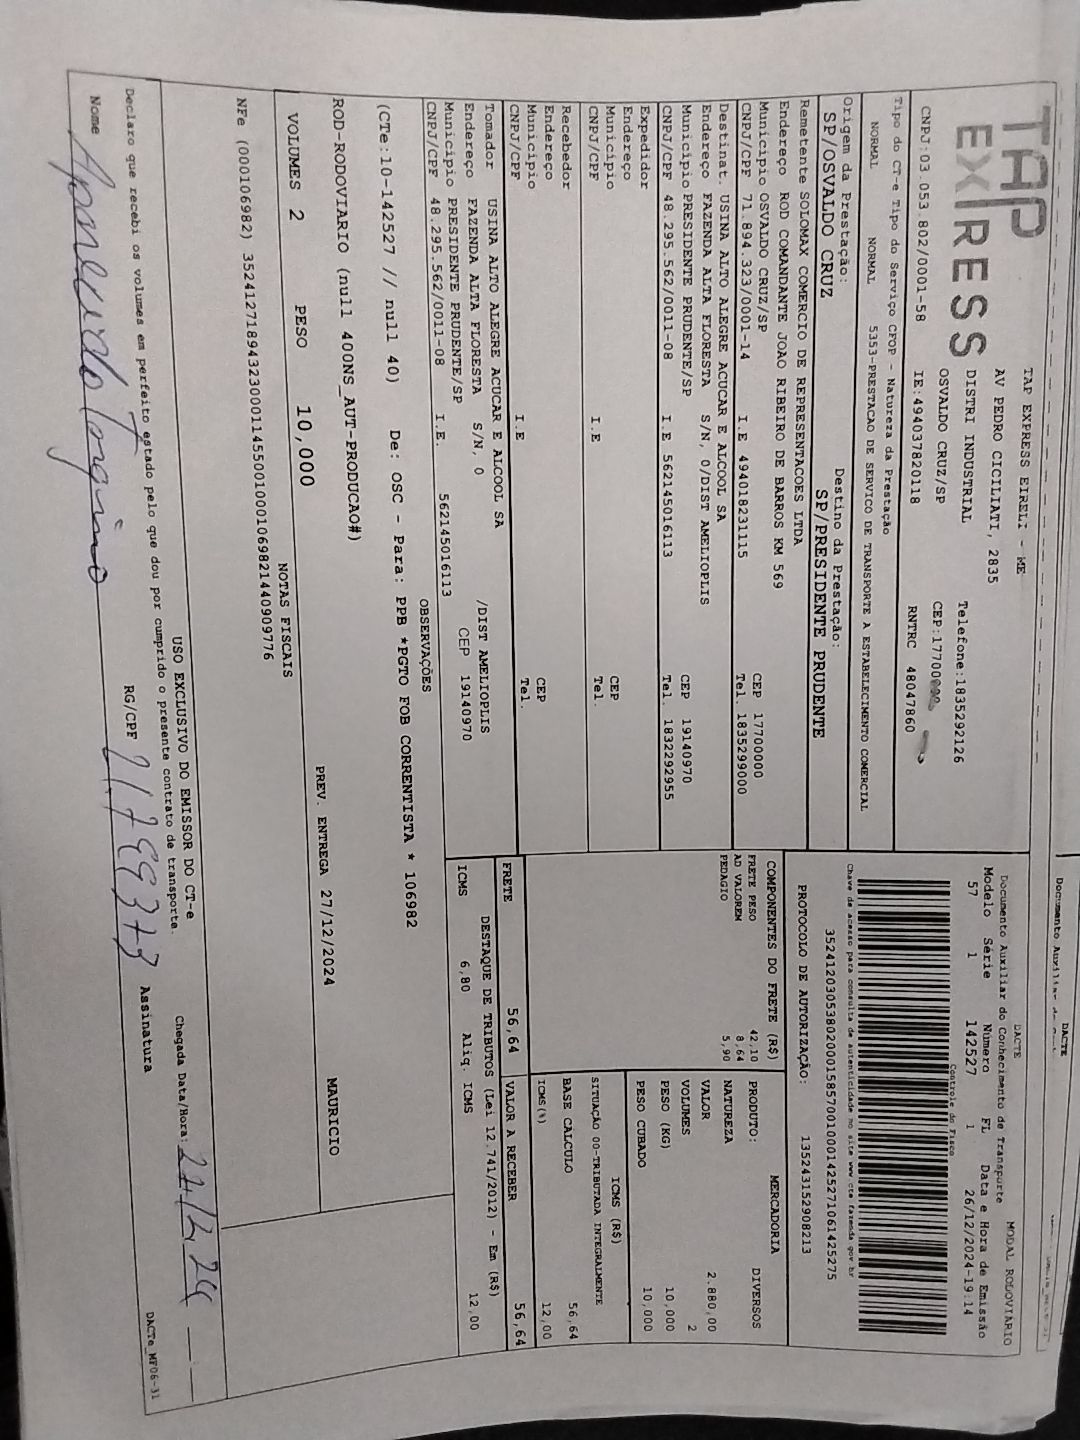 DACTE
Documento Auxiliar do
TAP
EXPRESS
TAP EXPRESS EIRELI - ME
AV PEDRO CICILIATI, 2835
DISTRI INDUSTRIAL Telefone:1835292126
OSVALDO CRUZ/SP CEP:17700000
CNPJ:03.053.802/0001-58 IE:494037820118 RNTRC 48047860
DACTE MODAL RODOVIÁRIO
Documento Auxiliar do Conhecimento de Transporte
Modelo Série Número FL Data e Hora de Emissão
57 1 142527 1 26/12/2024-19:14
Controle do Fisco
Chave de acesso para consulta de autenticidade no site www cte fazenda gov br
35241203053802000158570010001425271061425275
PROTOCOLO DE AUTORIZAÇÃO: 135243152908213
Tipo do CT-e Tipo do Serviço CFOP - Natureza da Prestação
NORMAL NORMAL 5353-PRESTACAO DE SERVICO DE TRANSPORTE A ESTABELECIMENTO COMERCIAL
Origem da Prestação: Destino da Prestação:
SP/OSVALDO CRUZ SP/PRESIDENTE PRUDENTE
Remetente SOLOMAX COMERCIO DE REPRESENTACOES LTDA
Endereço ROD COMANDANTE JOAO RIBEIRO DE BARROS KM 569
Município OSVALDO CRUZ/SP CEP 17700000
CNPJ/CPF 71.894.323/0001-14 I.E 494018231115 Tel. 1835299000
Destinat. USINA ALTO ALEGRE ACUCAR E ALCOOL SA
Endereço FAZENDA ALTA FLORESTA S/N, 0/DIST AMELIOPLIS
Município PRESIDENTE PRUDENTE/SP CEP 19140970
CNPJ/CPF 48.295.562/0011-08 I.E 562145016113 Tel. 1832292955
Expedidor
Endereço
Município CEP
CNPJ/CPF I.E Tel.
Recebedor
Endereço
Município CEP
CNPJ/CPF I.E Tel.
Tomador USINA ALTO ALEGRE ACUCAR E ALCOOL SA
Endereço FAZENDA ALTA FLORESTA S/N, 0 /DIST AMELIOPLIS
Município PRESIDENTE PRUDENTE/SP CEP 19140970
CNPJ/CPF 48.295.562/0011-08 I.E. 562145016113
COMPONENTES DO FRETE (R$)
FRETE PESO 42,10
AD VALOREM 8,64
PEDAGIO 5,90
MERCADORIA
PRODUTO: DIVERSOS
NATUREZA
VALOR 2.880,00
VOLUMES 2
PESO (KG) 10,000
PESO CUBADO 10,000
ICMS (R$)
SITUAÇÃO 00-TRIBUTADA INTEGRALMENTE
BASE CÁLCULO 56,64
ICMS(%) 12,00
FRETE 56,64 VALOR A RECEBER 56,64
DESTAQUE DE TRIBUTOS (Lei 12.741/2012) - Em (R$)
ICMS 6,80 Aliq. ICMS 12,00
OBSERVAÇÕES
(CTe:10-142527 // null 40) De: OSC - Para: PPB *PGTO FOB CORRENTISTA * 106982
ROD-RODOVIARIO (null 400NS_AUT-PRODUCAO#)
PREV. ENTREGA 27/12/2024 MAURICIO
VOLUMES 2 PESO 10,000
NOTAS FISCAIS
NFe (000106982) 35241271894323000114550010001069821440909776
USO EXCLUSIVO DO EMISSOR DO CT-e
Declaro que recebi os volumes em perfeito estado pelo que dou por cumprido o presente contrato de transporte.
Chegada Data/Hora:
Nome RG/CPF Assinatura
DACTe_MF06-31